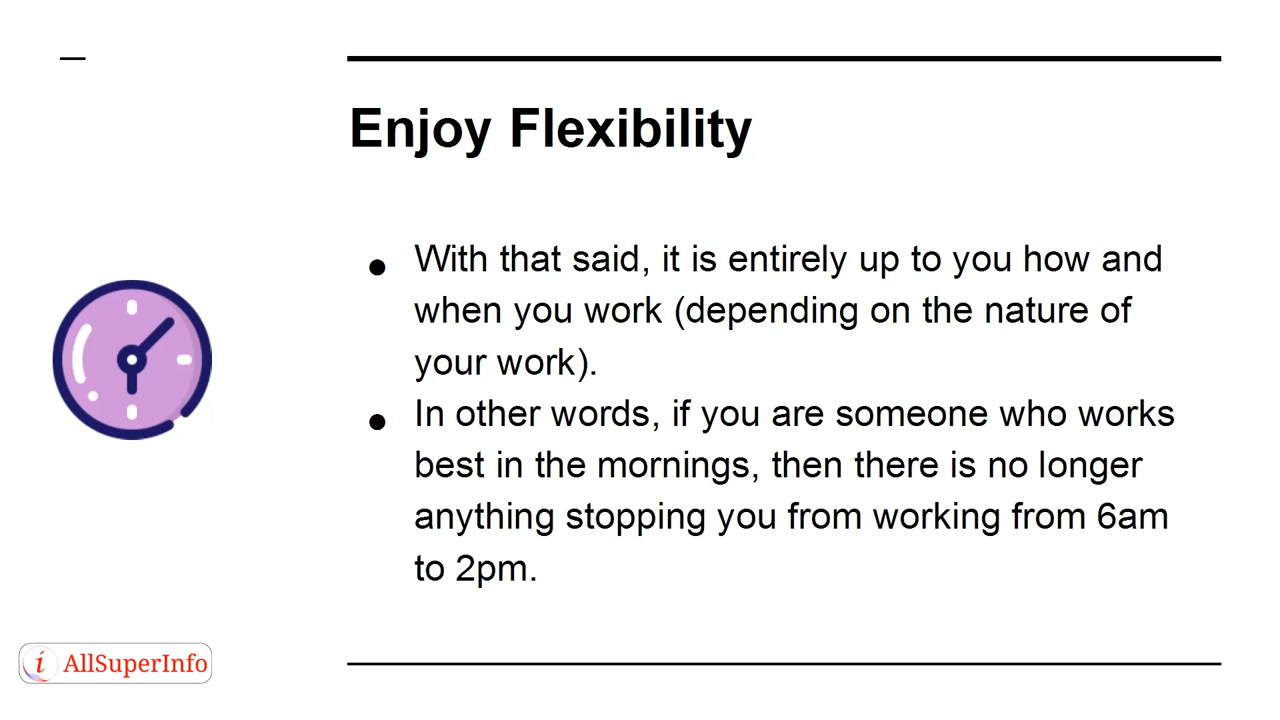 Enjoy Flexibility
● With that said, it is entirely up to you how and
when you work (depending on the nature of
your work).
● In other words, if you are someone who works
best in the mornings, then there is no longer
anything stopping you from working from 6am
to 2pm.
i AllSuperInfo